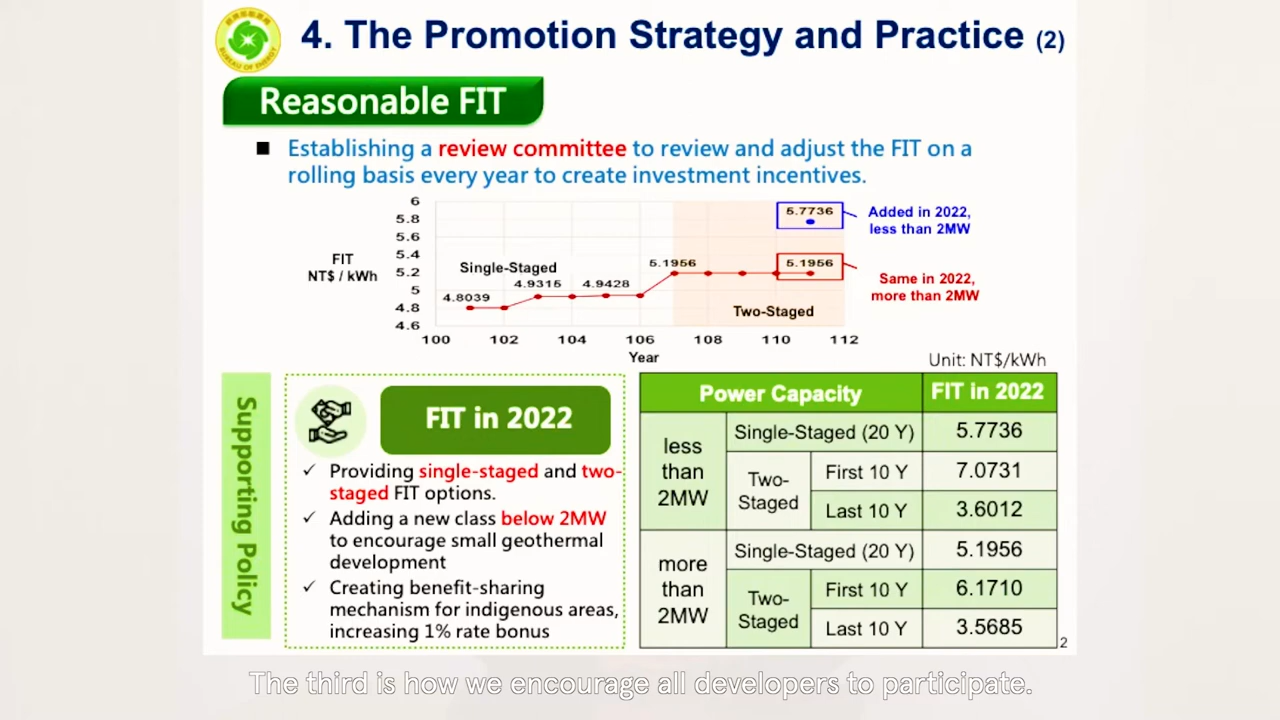 4. The Promotion Strategy and Practice (2)
BUREAU OF ENERGY
Reasonable FIT
■ Establishing a review committee to review and adjust the FIT on a
rolling basis every year to create investment incentives.
FIT
NT$ / kWh
6
5.8
5.6
5.4
5.2
5
4.8
4.6
Single-Staged
4.8039
4.9315
4.9428
5.1956
5.7736
5.1956
Two-Staged
Added in 2022,
less than 2MW
Same in 2022,
more than 2MW
100 102 104 106 108 110 112
Year
Unit: NT$/kWh
Supporting Policy
FIT in 2022
✓ Providing single-staged and two-
staged FIT options.
✓ Adding a new class below 2MW
to encourage small geothermal
development
✓ Creating benefit-sharing
mechanism for indigenous areas,
increasing 1% rate bonus
Power Capacity FIT in 2022
less
than
2MW
Single-Staged (20 Y) 5.7736
Two-
Staged
First 10 Y 7.0731
Last 10 Y 3.6012
more
than
2MW
Single-Staged (20 Y) 5.1956
Two-
Staged
First 10 Y 6.1710
Last 10 Y 3.5685
2
The third is how we encourage all developers to participate.